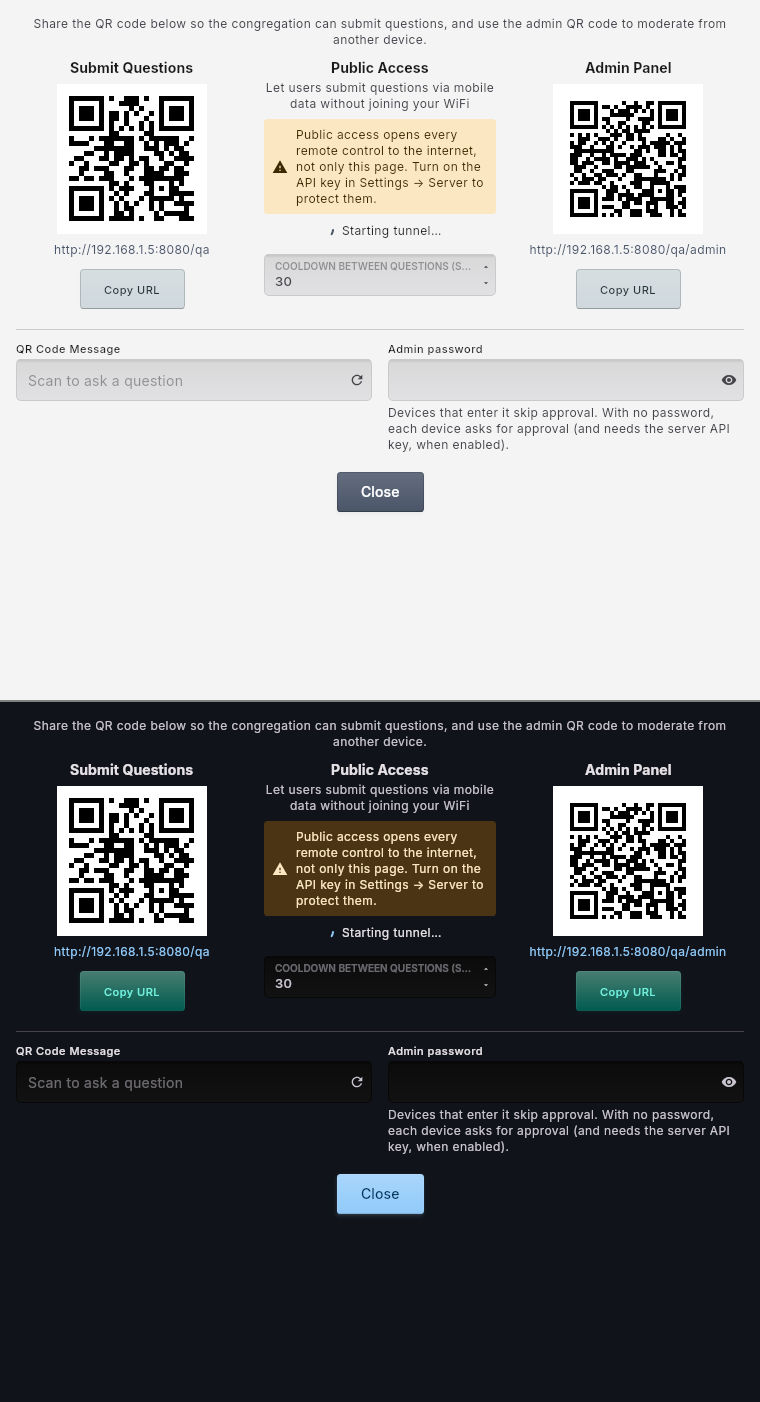 Share the QR code below so the congregation can submit questions, and use the admin QR code to moderate from
another device.
Submit Questions
http://192.168.1.5:8080/qa
Copy URL
Public Access
Let users submit questions via mobile
data without joining your WiFi
Public access opens every
remote control to the internet,
not only this page. Turn on the
API key in Settings → Server to
protect them.
Starting tunnel…
COOLDOWN BETWEEN QUESTIONS (S…
30
Admin Panel
http://192.168.1.5:8080/qa/admin
Copy URL
QR Code Message
Scan to ask a question
Admin password
Devices that enter it skip approval. With no password,
each device asks for approval (and needs the server API
key, when enabled).
Close
Share the QR code below so the congregation can submit questions, and use the admin QR code to moderate from
another device.
Submit Questions
http://192.168.1.5:8080/qa
Copy URL
Public Access
Let users submit questions via mobile
data without joining your WiFi
Public access opens every
remote control to the internet,
not only this page. Turn on the
API key in Settings → Server to
protect them.
Starting tunnel…
COOLDOWN BETWEEN QUESTIONS (S…
30
Admin Panel
http://192.168.1.5:8080/qa/admin
Copy URL
QR Code Message
Scan to ask a question
Admin password
Devices that enter it skip approval. With no password,
each device asks for approval (and needs the server API
key, when enabled).
Close